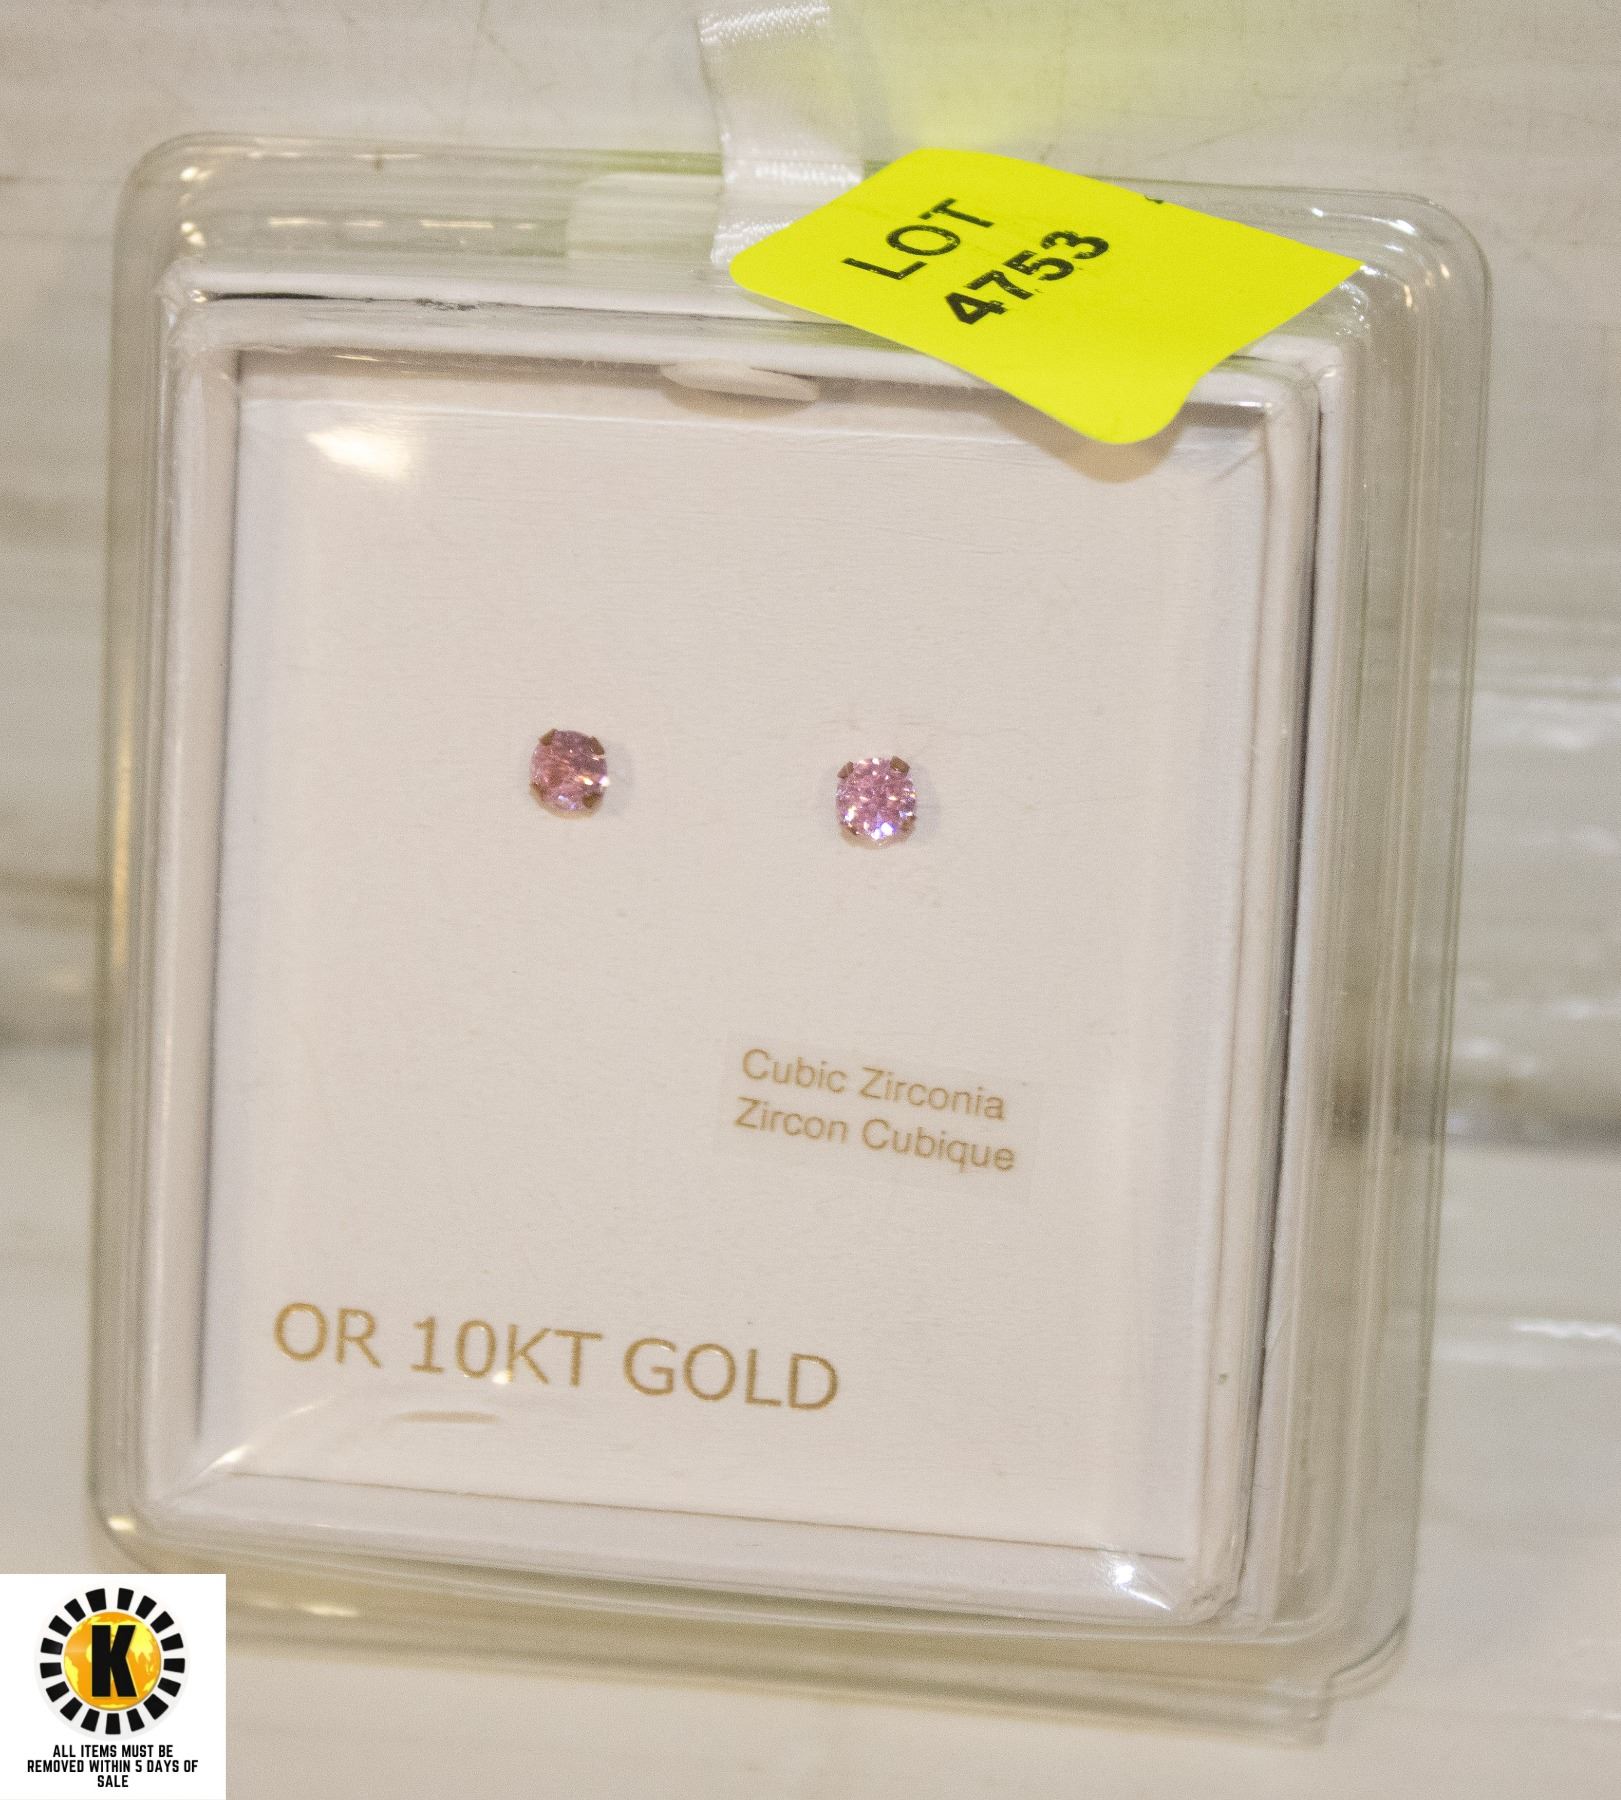 LOT
4753
Cubic Zirconia
Zircon Cubique
OR 10KT GOLD
K
ALL ITEMS MUST BE
REMOVED WITHIN 5 DAYS OF
SALE